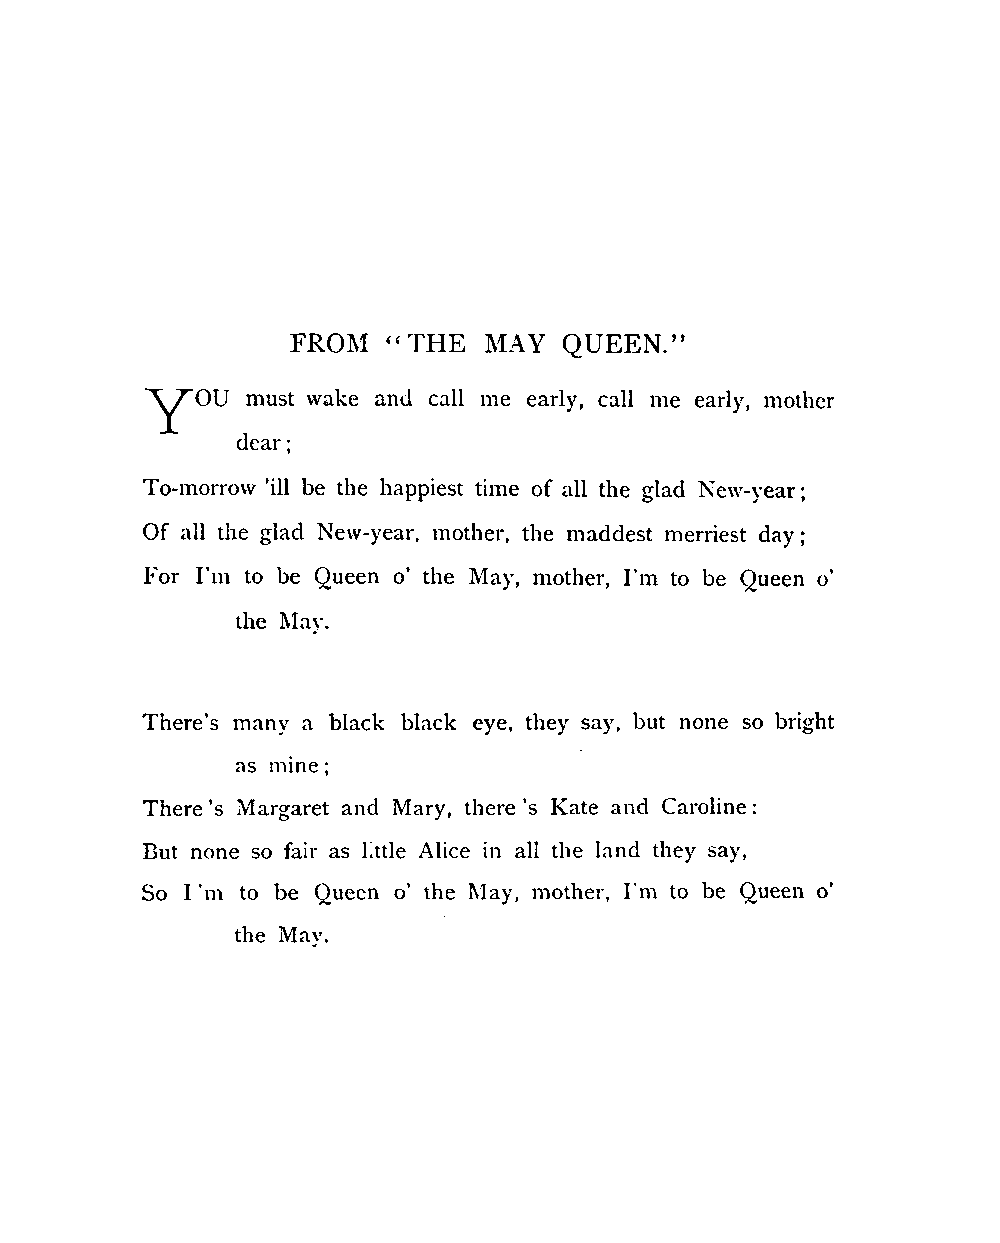 FROM “THE MAY QUEEN.”
YOU must wake and call me early, call me early, mother
dear;
To-morrow 'ill be the happiest time of all the glad New-year;
Of all the glad New-year, mother, the maddest merriest day;
For I'm to be Queen o' the May, mother, I'm to be Queen o'
the May.
There's many a black black eye, they say, but none so bright
as mine;
There's Margaret and Mary, there's Kate and Caroline:
But none so fair as little Alice in all the land they say,
So I'm to be Queen o' the May, mother, I'm to be Queen o'
the May.